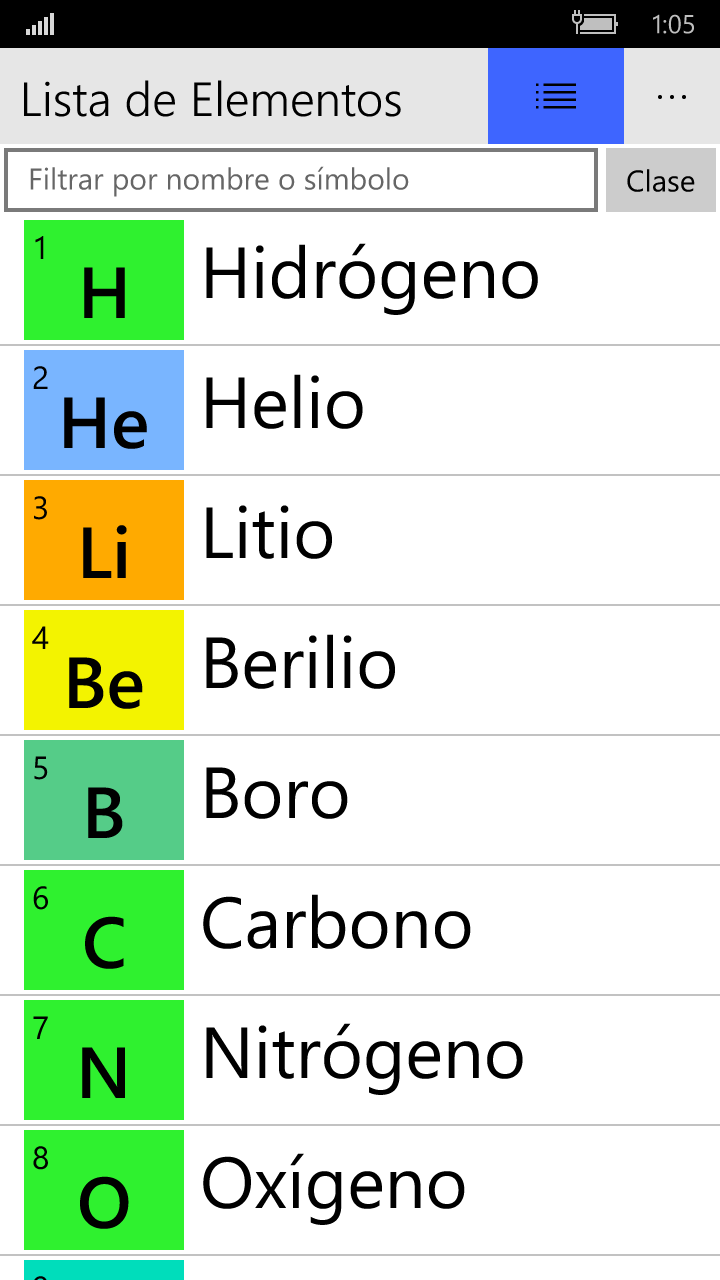 1:05
Lista de Elementos
Filtrar por nombre o símbolo
Clase
1
H
Hidrógeno
2
He
Helio
3
Li
Litio
4
Be
Berilio
5
B
Boro
6
C
Carbono
7
N
Nitrógeno
8
O
Oxígeno